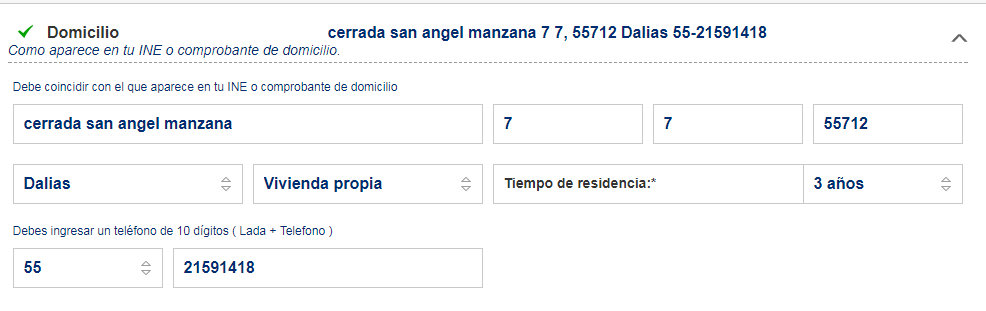 Domicilio cerrada san angel manzana 7 7, 55712 Dalias 55-21591418
Como aparece en tu INE o comprobante de domicilio.
Debe coincidir con el que aparece en tu INE o comprobante de domicilio
cerrada san angel manzana 7 7 55712
Dalias Vivienda propia Tiempo de residencia:* 3 años
Debes ingresar un teléfono de 10 dígitos ( Lada + Telefono )
55 21591418